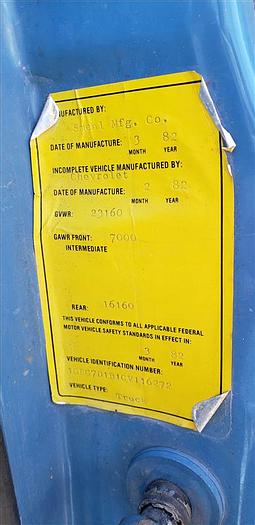 MANUFACTURED BY:
Mfg. Co.
DATE OF MANUFACTURE: 3 82
MONTH YEAR
INCOMPLETE VEHICLE MANUFACTURED BY:
Chevrolet
DATE OF MANUFACTURE: 2 82
MONTH YEAR
GVWR: 23160
GAWR FRONT: 7000
INTERMEDIATE
REAR: 16160
THIS VEHICLE CONFORMS TO ALL APPLICABLE FEDERAL
MOTOR VEHICLE SAFETY STANDARDS IN EFFECT IN:
3 82
MONTH YEAR
VEHICLE IDENTIFICATION NUMBER:
VEHICLE TYPE: Truck